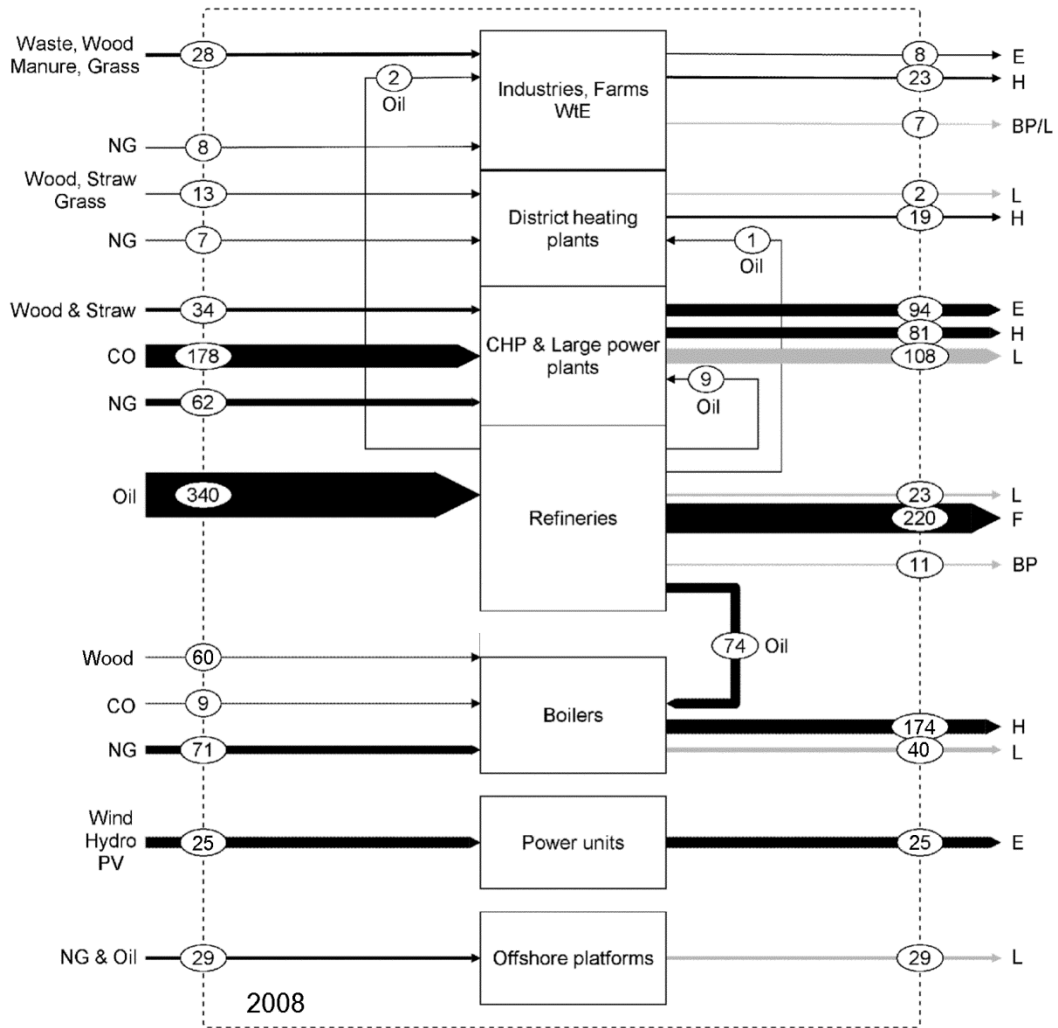 Waste, Wood
Manure, Grass
28
2
Oil
NG
8
Industries, Farms
WtE
8
E
23
H
7
BP/L
Wood, Straw
Grass
13
NG
7
District heating
plants
2
L
19
H
1
Oil
Wood & Straw
34
CO
178
NG
62
CHP & Large power
plants
94
E
81
H
108
L
9
Oil
Oil
340
Refineries
23
L
220
F
11
BP
74
Oil
Wood
60
CO
9
NG
71
Boilers
174
H
40
L
Wind
Hydro
PV
25
Power units
25
E
NG & Oil
29
Offshore platforms
29
L
2008